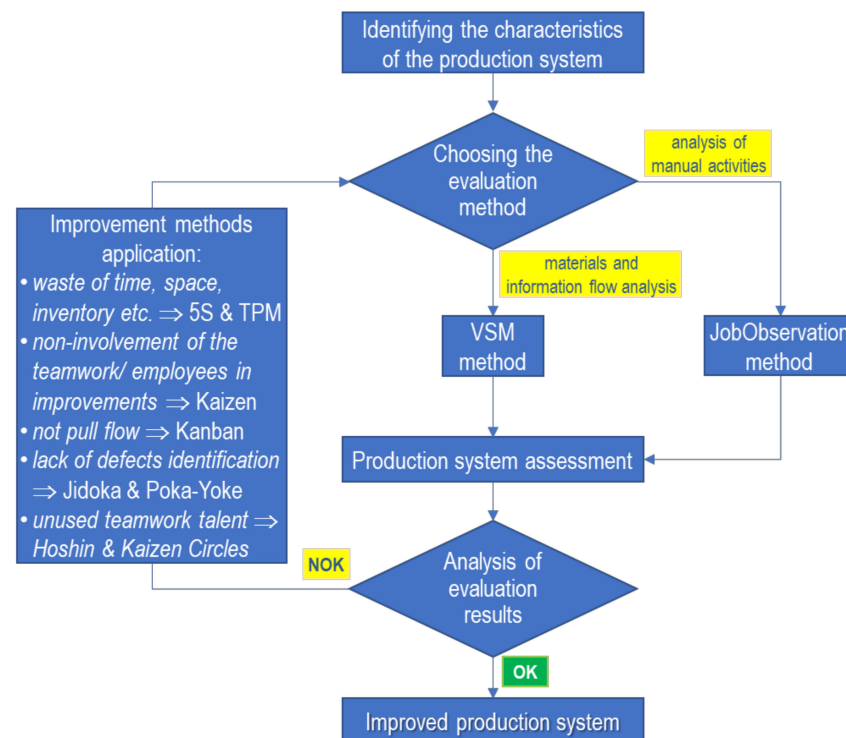 Identifying the characteristics
of the production system
Choosing the
evaluation
method
analysis of
manual activities
materials and
information flow analysis
VSM
method
JobObservation
method
Production system assessment
Analysis of
evaluation
results
NOK
Improvement methods
application:
• waste of time, space,
inventory etc. ⇒ 5S & TPM
• non-involvement of the
teamwork/ employees in
improvements ⇒ Kaizen
• not pull flow ⇒ Kanban
• lack of defects identification
⇒ Jidoka & Poka-Yoke
• unused teamwork talent ⇒
Hoshin & Kaizen Circles
OK
Improved production system